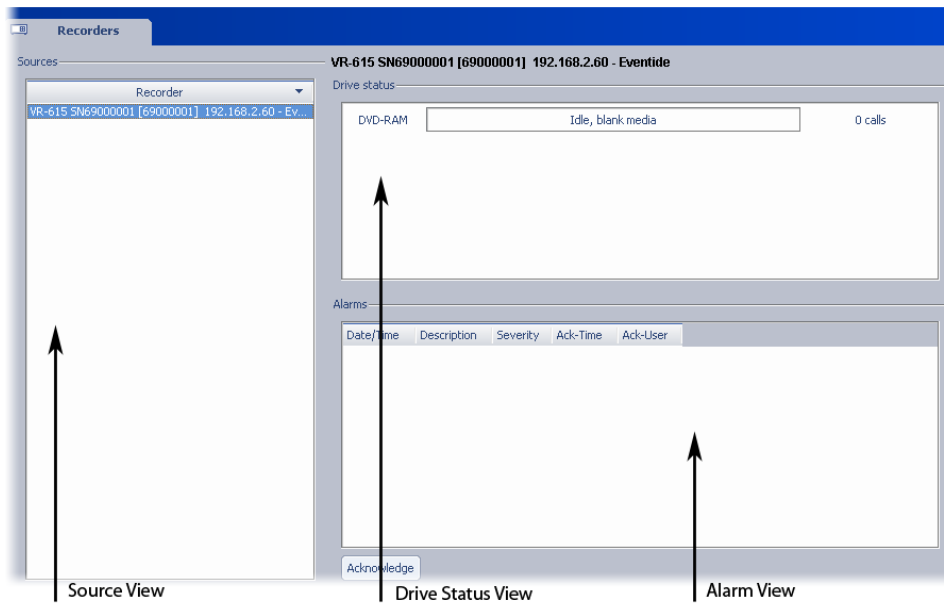 Recorders
Sources
VR-615 SN69000001 [69000001] 192.168.2.60 - Eventide
Recorder
VR-615 SN69000001 [69000001] 192.168.2.60 - Ev...
Drive status
DVD-RAM
Idle, blank media
0 calls
Alarms
Date/Time Description Severity Ack-Time Ack-User
Acknowledge
Source View
Drive Status View
Alarm View